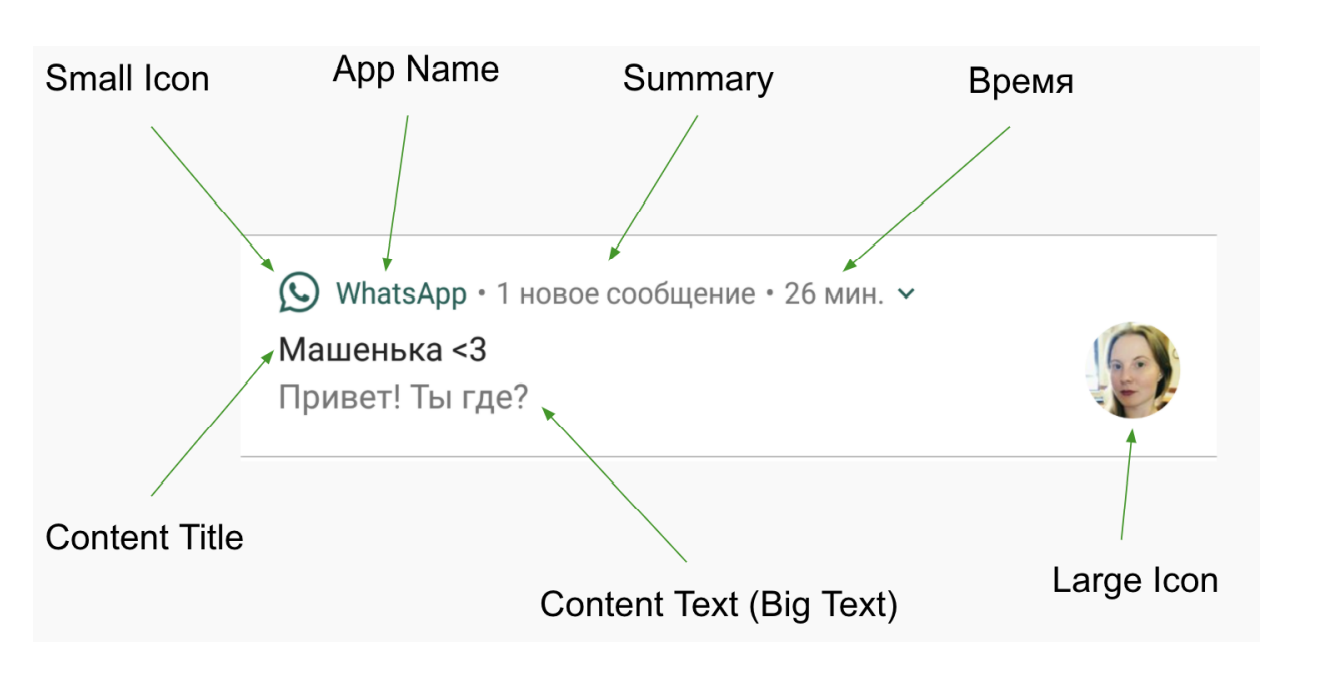 Small Icon
App Name
Summary
Время
WhatsApp • 1 новое сообщение • 26 мин.
Машенька <3
Привет! Ты где?
Content Title
Content Text (Big Text)
Large Icon